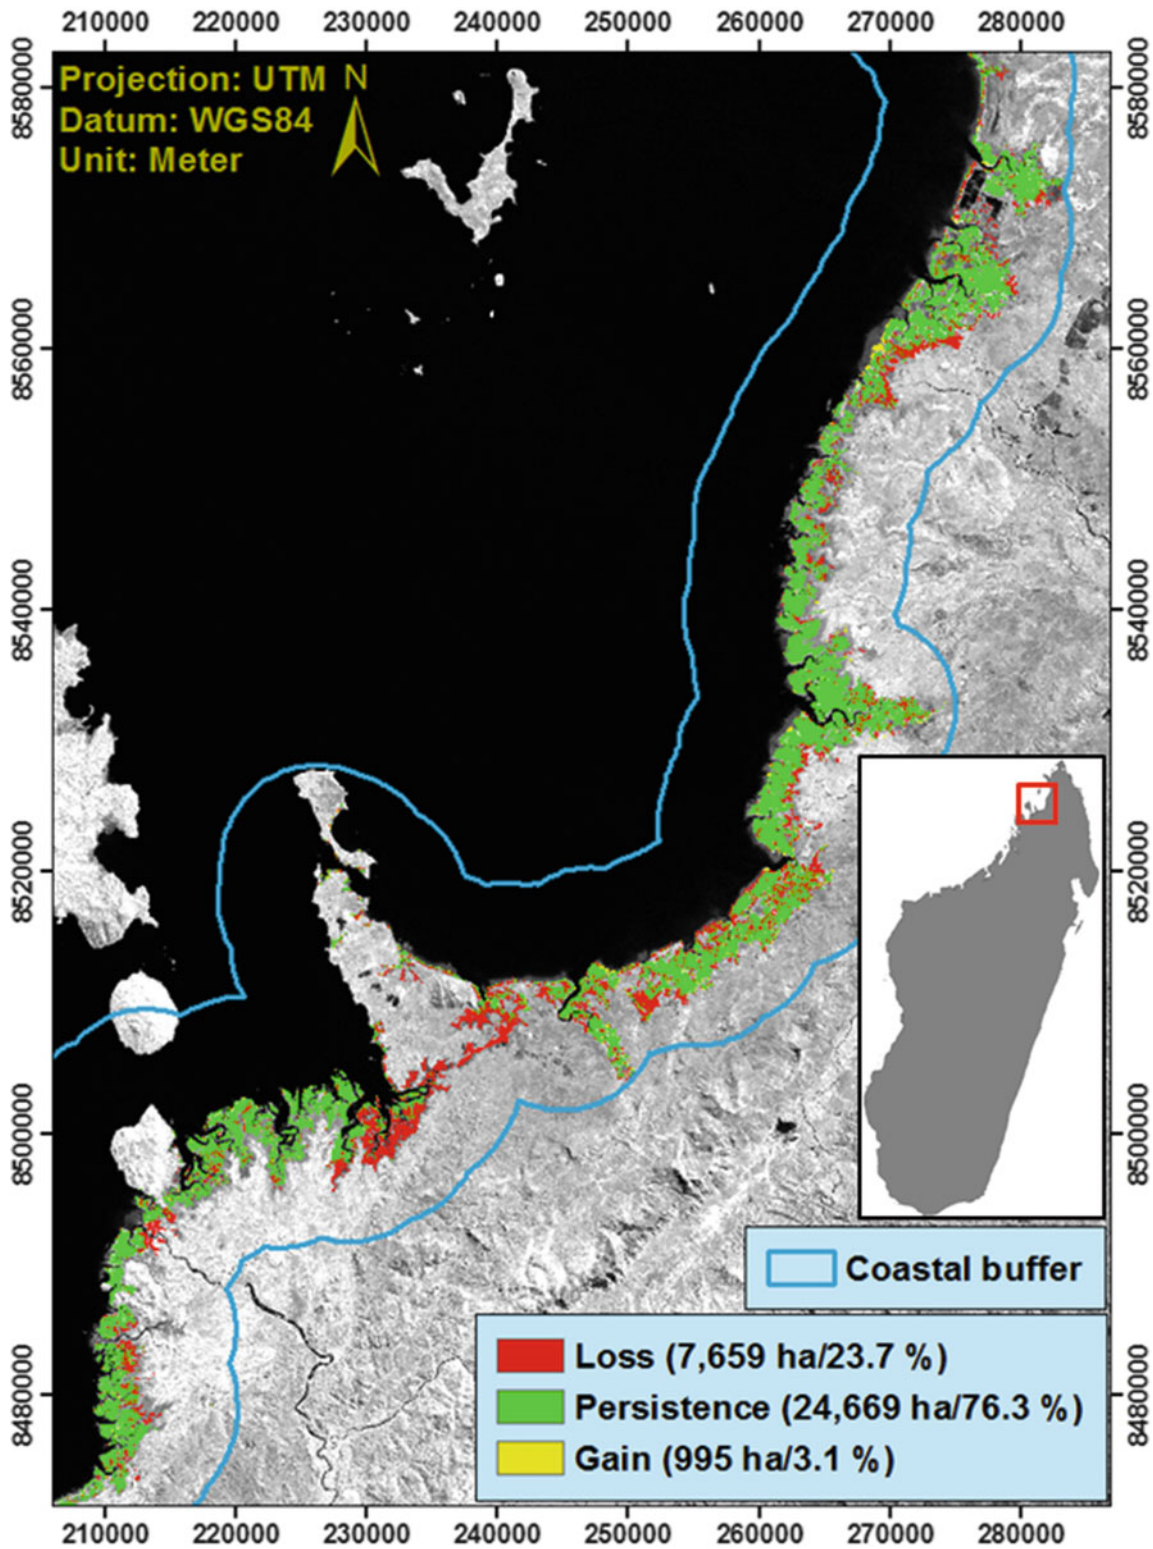 210000 220000 230000 240000 250000 260000 270000 280000
Projection: UTM N
Datum: WGS84
Unit: Meter
8580000
8560000
8540000
8520000
8500000
8480000
8580000
8560000
8540000
8520000
8500000
8480000
Coastal buffer
Loss (7,659 ha/23.7 %)
Persistence (24,669 ha/76.3 %)
Gain (995 ha/3.1 %)
210000 220000 230000 240000 250000 260000 270000 280000